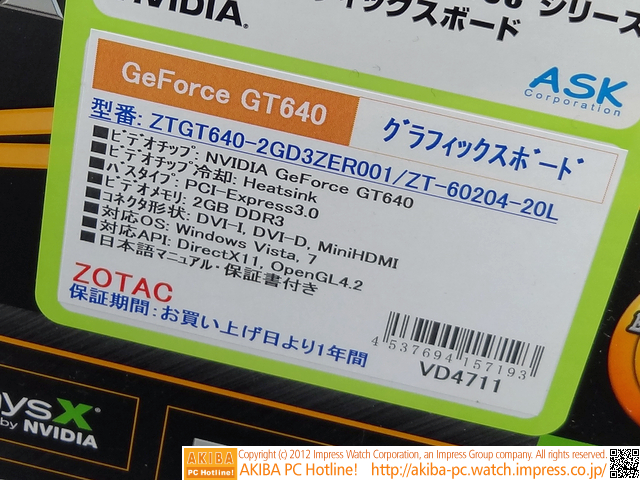 NVIDIA.
シリーズ
フィックスボード
ASK
Corporation
GeForce GT640
グラフィックスボード
型番: ZTGT640-2GD3ZER001/ZT-60204-20L
■ビデオチップ: NVIDIA GeForce GT640
■ビデオチップ冷却: Heatsink
■バスタイプ: PCI-Express3.0
■ビデオメモリ: 2GB DDR3
■コネクタ形状: DVI-I, DVI-D, MiniHDMI
■対応OS: Windows Vista, 7
■対応API: DirectX11, OpenGL4.2
■日本語マニュアル・保証書付き
ZOTAC
保証期間：お買い上げ日より1年間
4 537694 157193
VD4711
ysX
by NVIDIA
AKIBA
PC Hotline!
Copyright (c) 2012 Impress Watch Corporation, an Impress Group company. All rights reserved.
AKIBA PC Hotline! http://akiba-pc.watch.impress.co.jp/